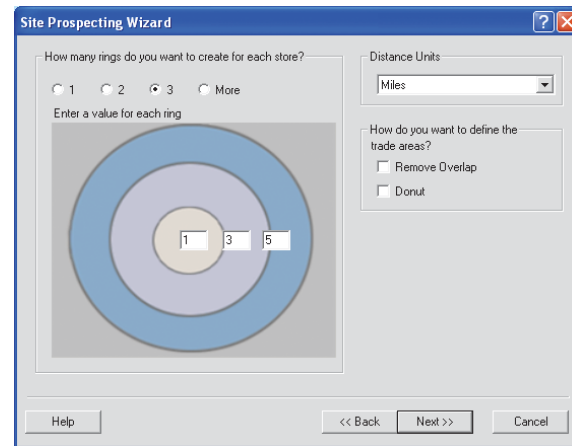 Site Prospecting Wizard
How many rings do you want to create for each store?
1 2 3 More
Enter a value for each ring
1 3 5
Distance Units
Miles
How do you want to define the
trade areas?
Remove Overlap
Donut
Help
<< Back
Next >>
Cancel